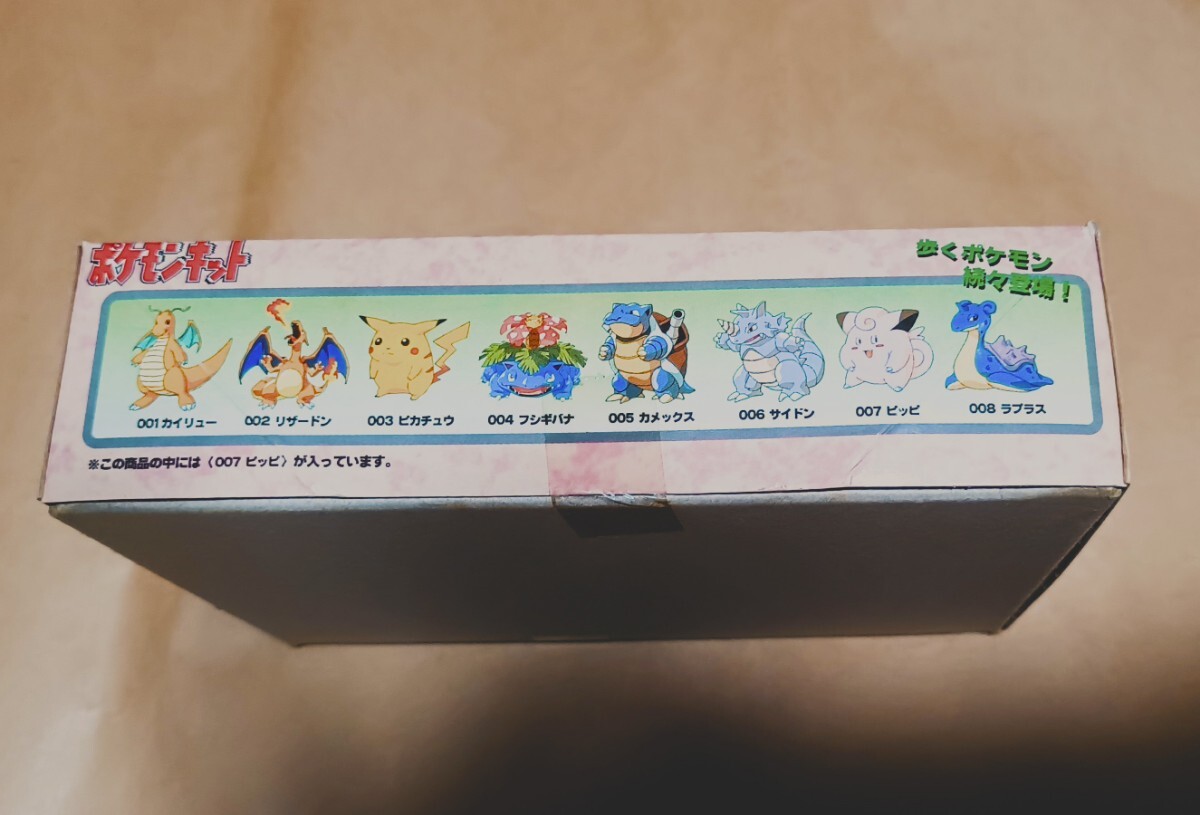 ポケモンキット
歩くポケモン
続々登場！
001 カイリュー
002 リザードン
003 ピカチュウ
004 フシギバナ
005 カメックス
006 サイドン
007 ピッピ
008 ラプラス
※この商品の中には〈007 ピッピ〉が入っています。